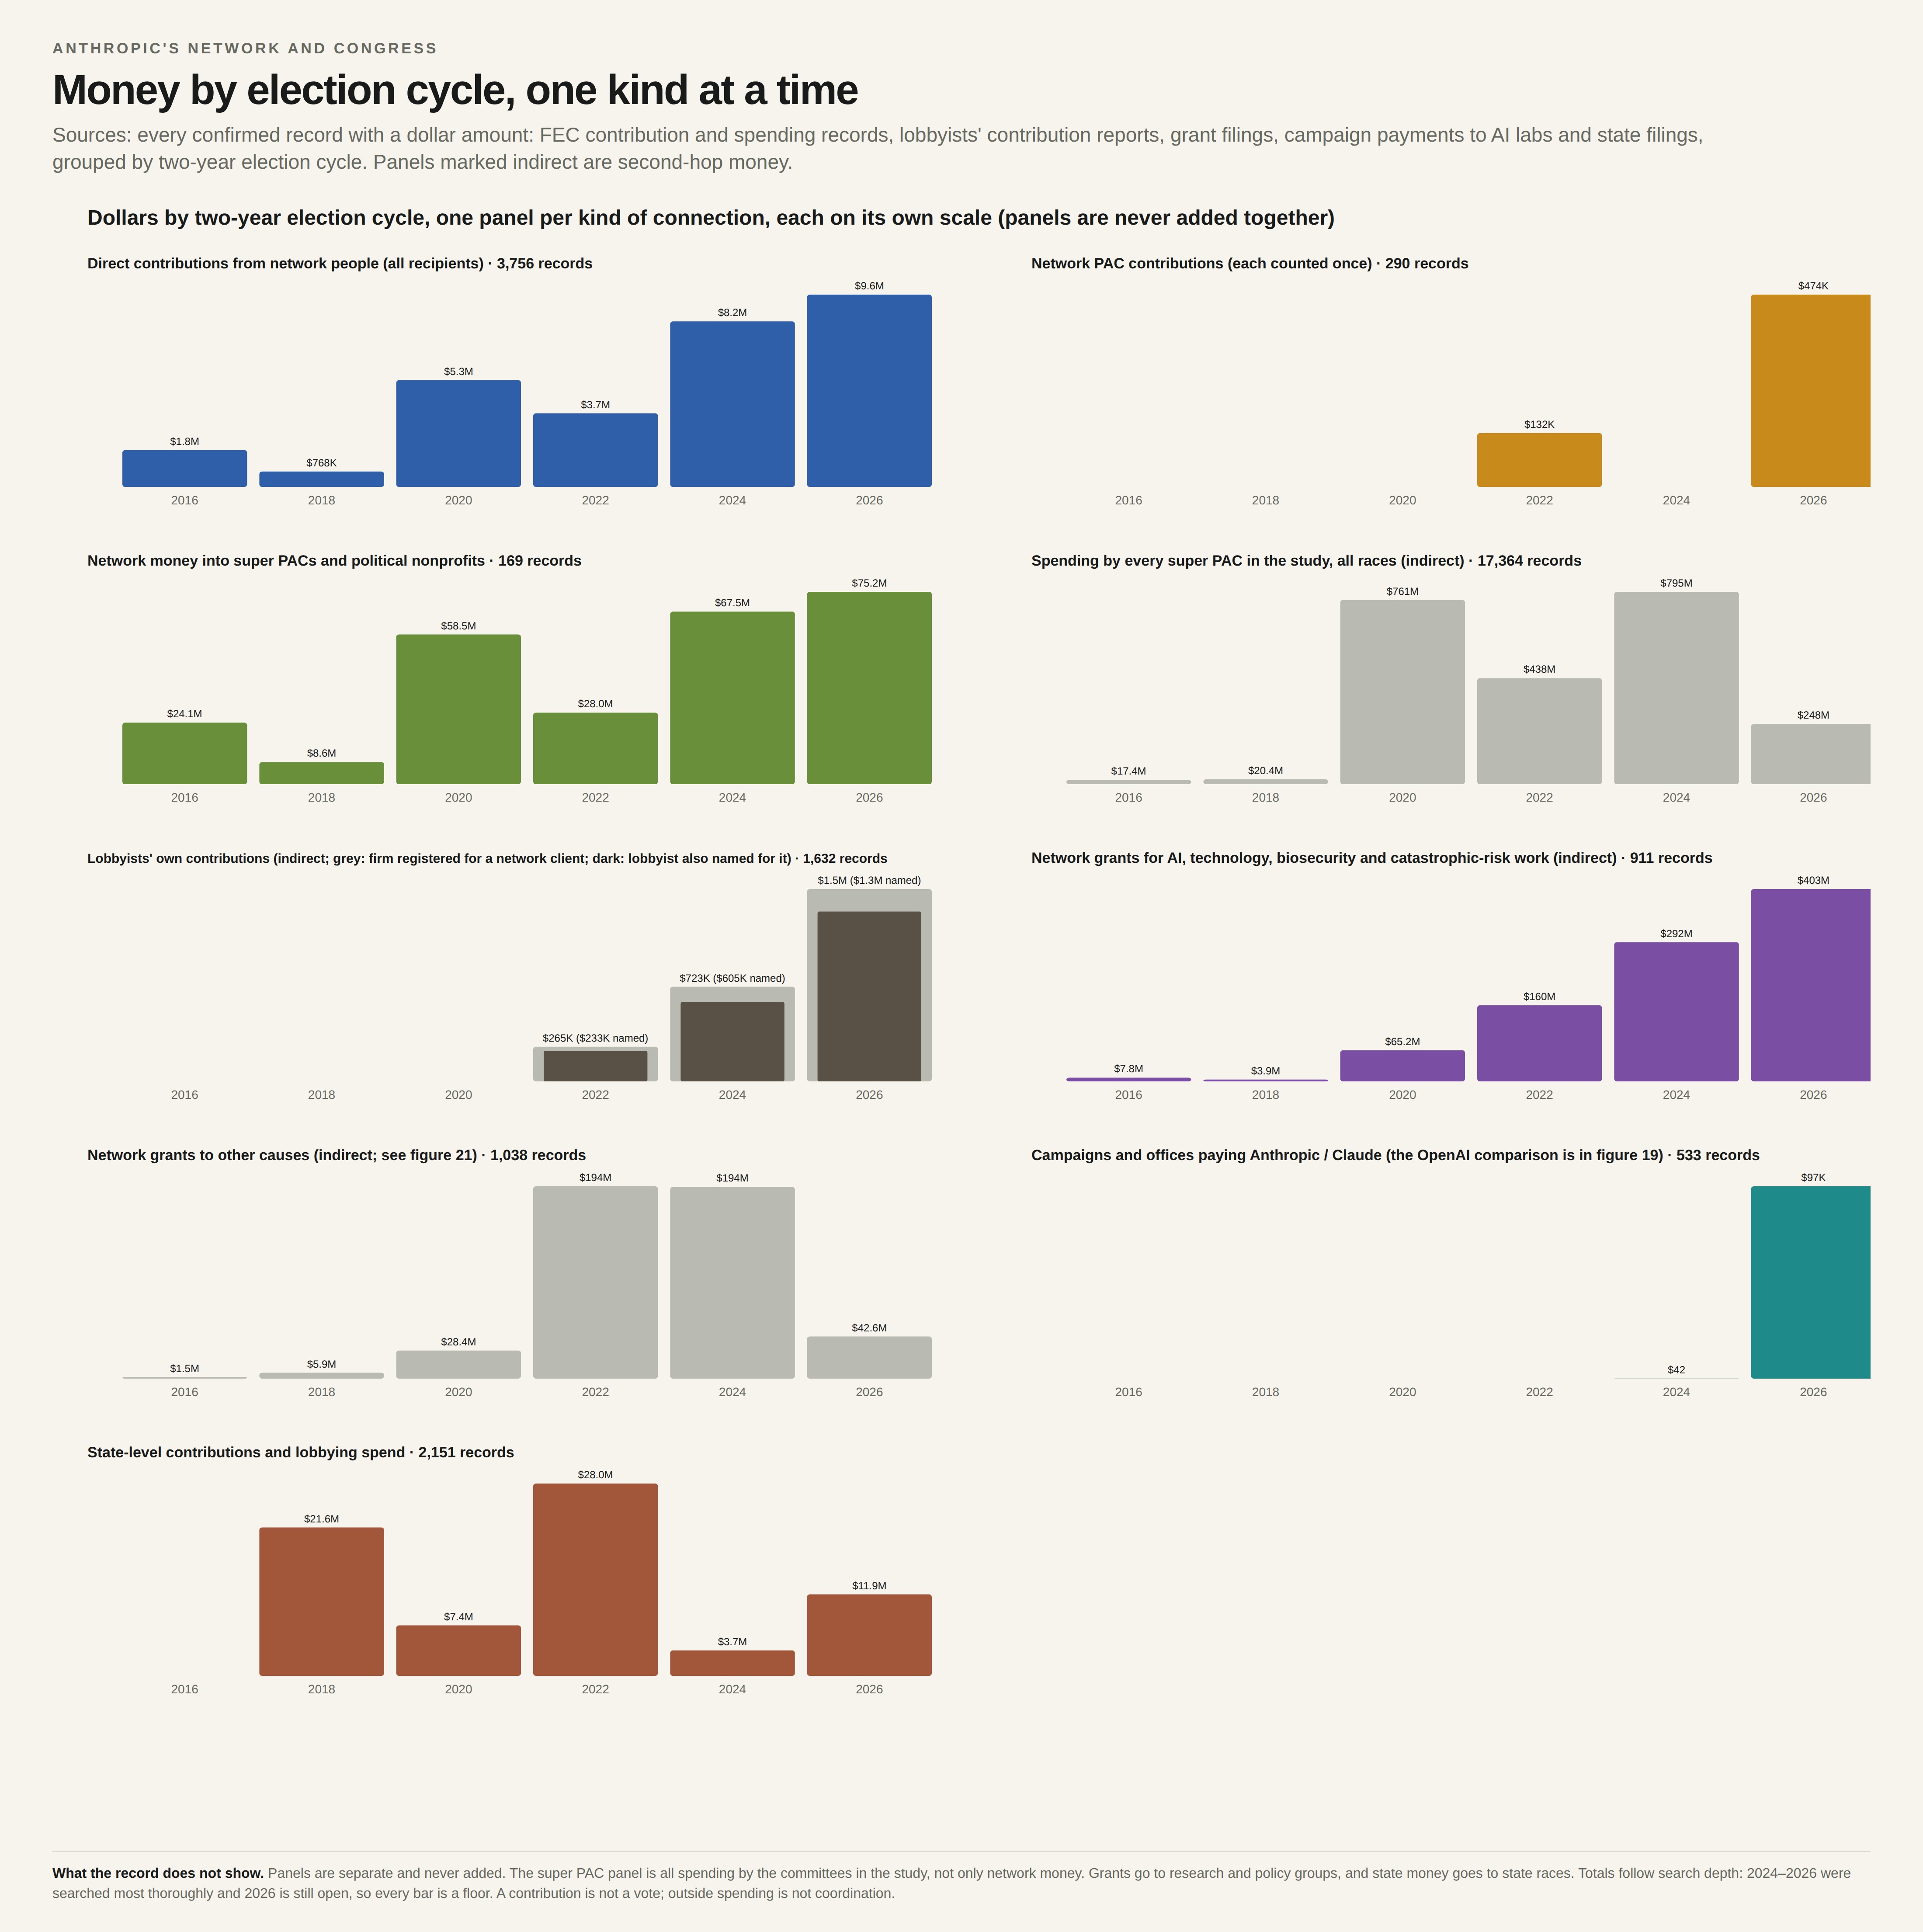 ANTHROPIC'S NETWORK AND CONGRESS
Money by election cycle, one kind at a time
Sources: every confirmed record with a dollar amount: FEC contribution and spending records, lobbyists' contribution reports, grant filings, campaign payments to AI labs and state filings,
grouped by two-year election cycle. Panels marked indirect are second-hop money.
Dollars by two-year election cycle, one panel per kind of connection, each on its own scale (panels are never added together)
Direct contributions from network people (all recipients) · 3,756 records
$1.8M
$768K
$5.3M
$3.7M
$8.2M
$9.6M
2016 2018 2020 2022 2024 2026
Network PAC contributions (each counted once) · 290 records
$132K
$474K
2016 2018 2020 2022 2024 2026
Network money into super PACs and political nonprofits · 169 records
$24.1M
$8.6M
$58.5M
$28.0M
$67.5M
$75.2M
2016 2018 2020 2022 2024 2026
Spending by every super PAC in the study, all races (indirect) · 17,364 records
$17.4M
$20.4M
$761M
$438M
$795M
$248M
2016 2018 2020 2022 2024 2026
Lobbyists' own contributions (indirect; grey: firm registered for a network client; dark: lobbyist also named for it) · 1,632 records
$265K ($233K named)
$723K ($605K named)
$1.5M ($1.3M named)
2016 2018 2020 2022 2024 2026
Network grants for AI, technology, biosecurity and catastrophic-risk work (indirect) · 911 records
$7.8M
$3.9M
$65.2M
$160M
$292M
$403M
2016 2018 2020 2022 2024 2026
Network grants to other causes (indirect; see figure 21) · 1,038 records
$1.5M
$5.9M
$28.4M
$194M
$194M
$42.6M
2016 2018 2020 2022 2024 2026
Campaigns and offices paying Anthropic / Claude (the OpenAI comparison is in figure 19) · 533 records
$42
$97K
2016 2018 2020 2022 2024 2026
State-level contributions and lobbying spend · 2,151 records
$21.6M
$7.4M
$28.0M
$3.7M
$11.9M
2016 2018 2020 2022 2024 2026
What the record does not show. Panels are separate and never added. The super PAC panel is all spending by the committees in the study, not only network money. Grants go to research and policy groups, and state money goes to state races. Totals follow search depth: 2024–2026 were
searched most thoroughly and 2026 is still open, so every bar is a floor. A contribution is not a vote; outside spending is not coordination.